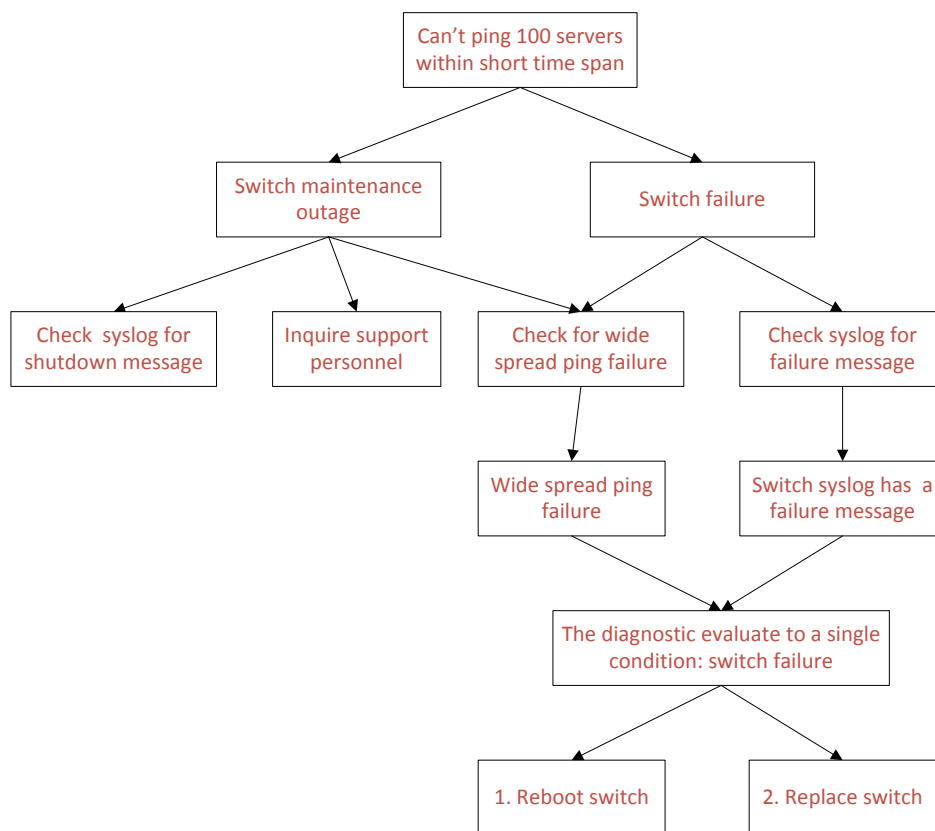 Can’t ping 100 servers
within short time span
Switch maintenance
outage
Switch failure
Check syslog for
shutdown message
Inquire support
personnel
Check for wide
spread ping failure
Check syslog for
failure message
Wide spread ping
failure
Switch syslog has a
failure message
The diagnostic evaluate to a single
condition: switch failure
1. Reboot switch
2. Replace switch